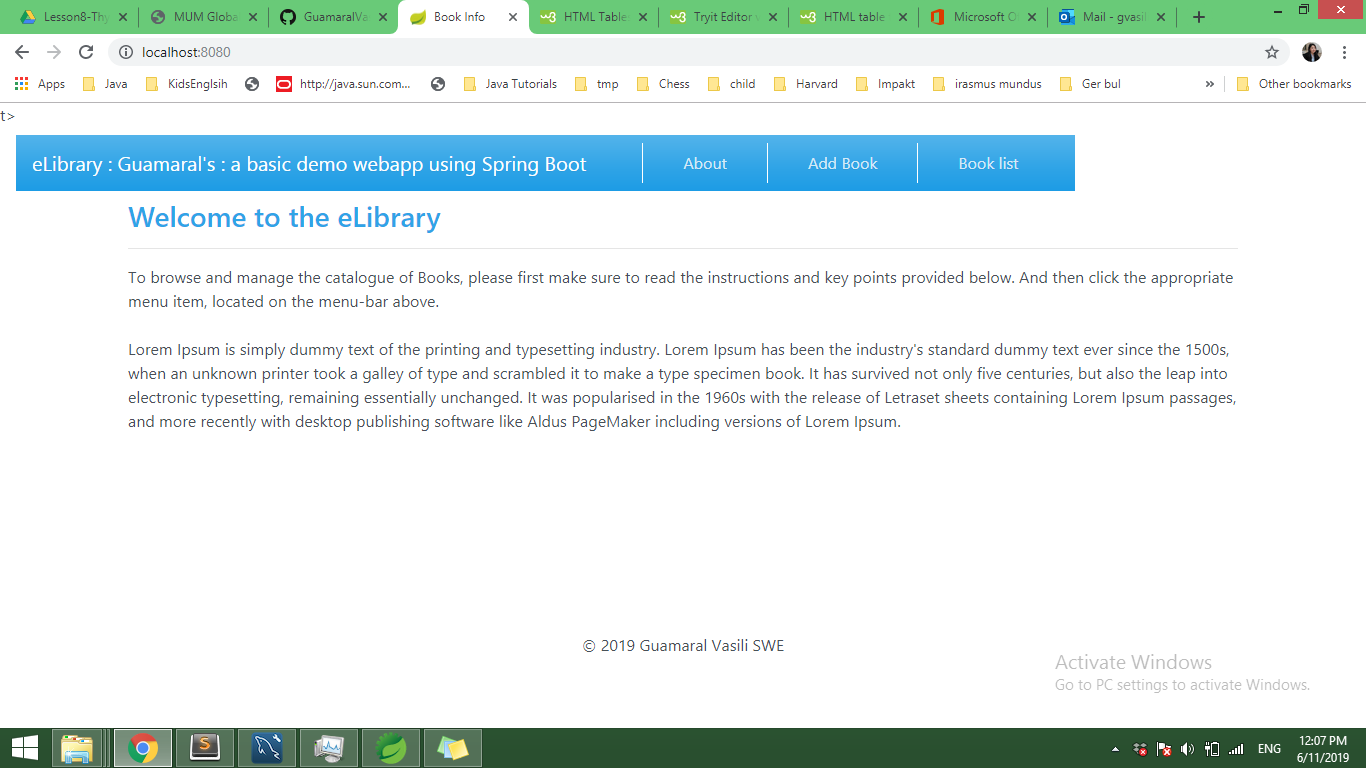 Lesson8-Thy
MUM Globa
GuamaralVa
Book Info
HTML Table
Tryit Editor v
HTML table
Microsoft O
Mail - gvasil
localhost:8080
Apps
Java
KidsEnglsih
http://java.sun.com...
Java Tutorials
tmp
Chess
child
Harvard
Impakt
irasmus mundus
Ger bul
»
Other bookmarks
t>
eLibrary : Guamaral's : a basic demo webapp using Spring Boot
About
Add Book
Book list
Welcome to the eLibrary
To browse and manage the catalogue of Books, please first make sure to read the instructions and key points provided below. And then click the appropriate
menu item, located on the menu-bar above.
Lorem Ipsum is simply dummy text of the printing and typesetting industry. Lorem Ipsum has been the industry's standard dummy text ever since the 1500s,
when an unknown printer took a galley of type and scrambled it to make a type specimen book. It has survived not only five centuries, but also the leap into
electronic typesetting, remaining essentially unchanged. It was popularised in the 1960s with the release of Letraset sheets containing Lorem Ipsum passages,
and more recently with desktop publishing software like Aldus PageMaker including versions of Lorem Ipsum.
© 2019 Guamaral Vasili SWE
Activate Windows
Go to PC settings to activate Windows.
ENG
12:07 PM
6/11/2019